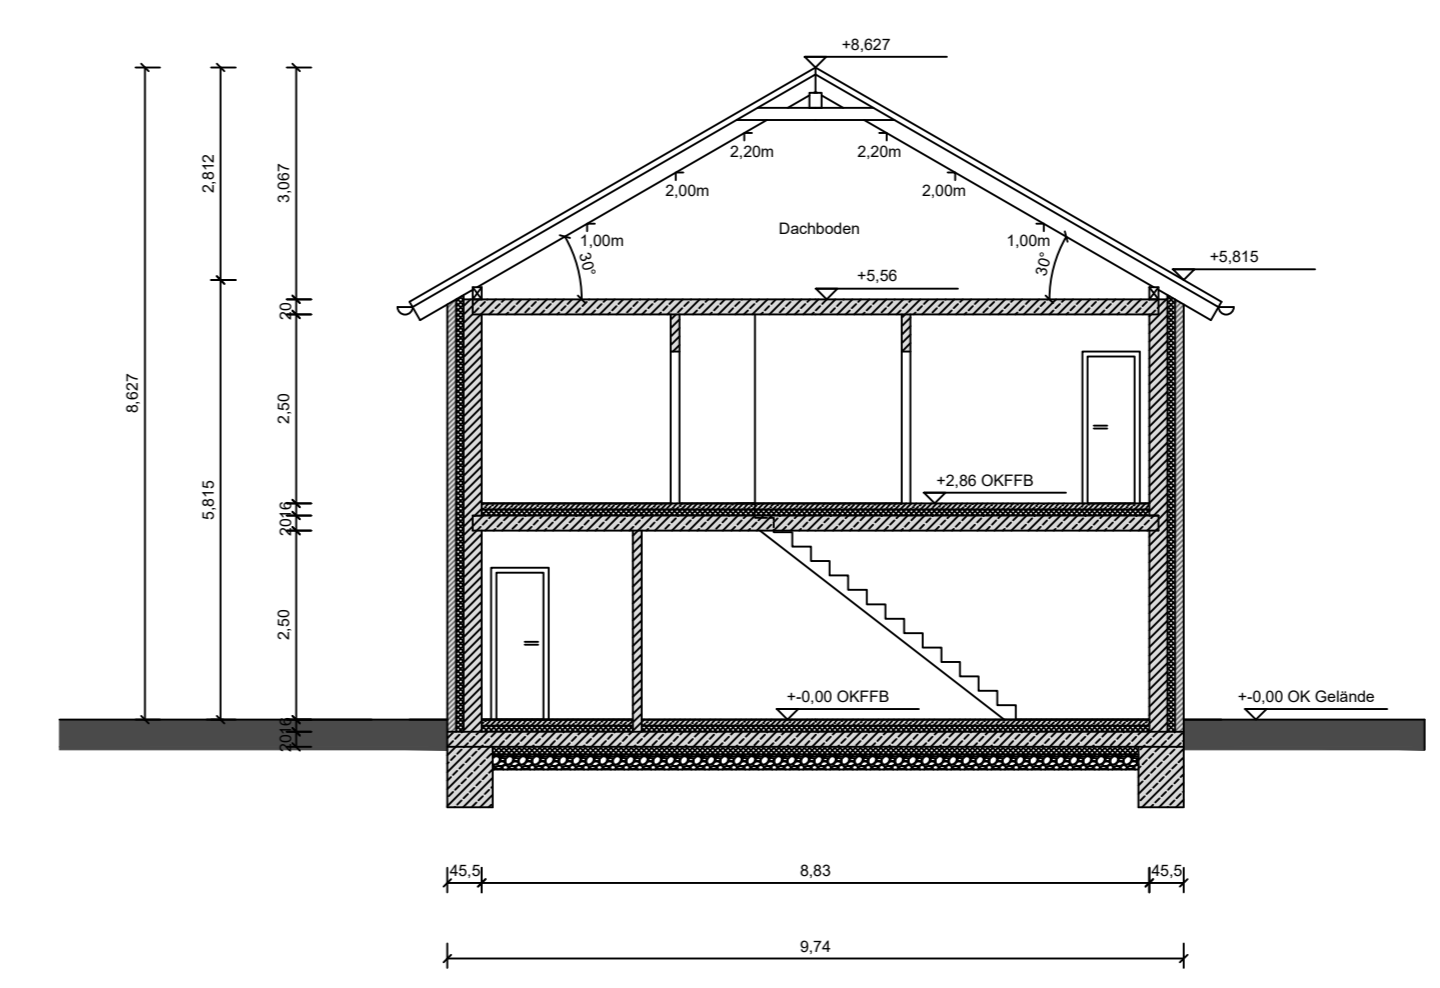 +8,627
2,20m
2,20m
2,00m
2,00m
Dachboden
1,00m
1,00m
30°
30°
+5,815
+5,56
2,812
3,067
20
8,627
2,50
5,815
+2,86 OKFFB
16
20
2,50
+-0,00 OKFFB
+-0,00 OK Gelände
16
20
45,5
8,83
45,5
9,74